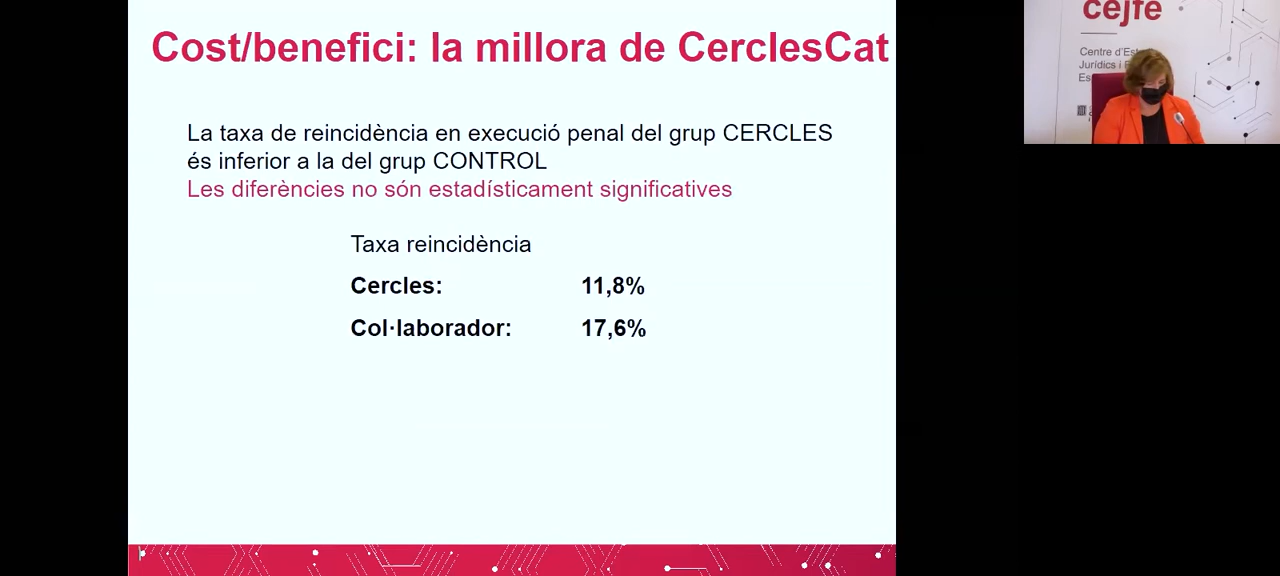 Cost/benefici: la millora de CerclesCat
La taxa de reincidència en execució penal del grup CERCLES
és inferior a la del grup CONTROL
Les diferències no són estadísticament significatives
Taxa reincidència
Cercles: 11,8%
Col·laborador: 17,6%
cejfe
Centre d'Est
Jurídics i
Es